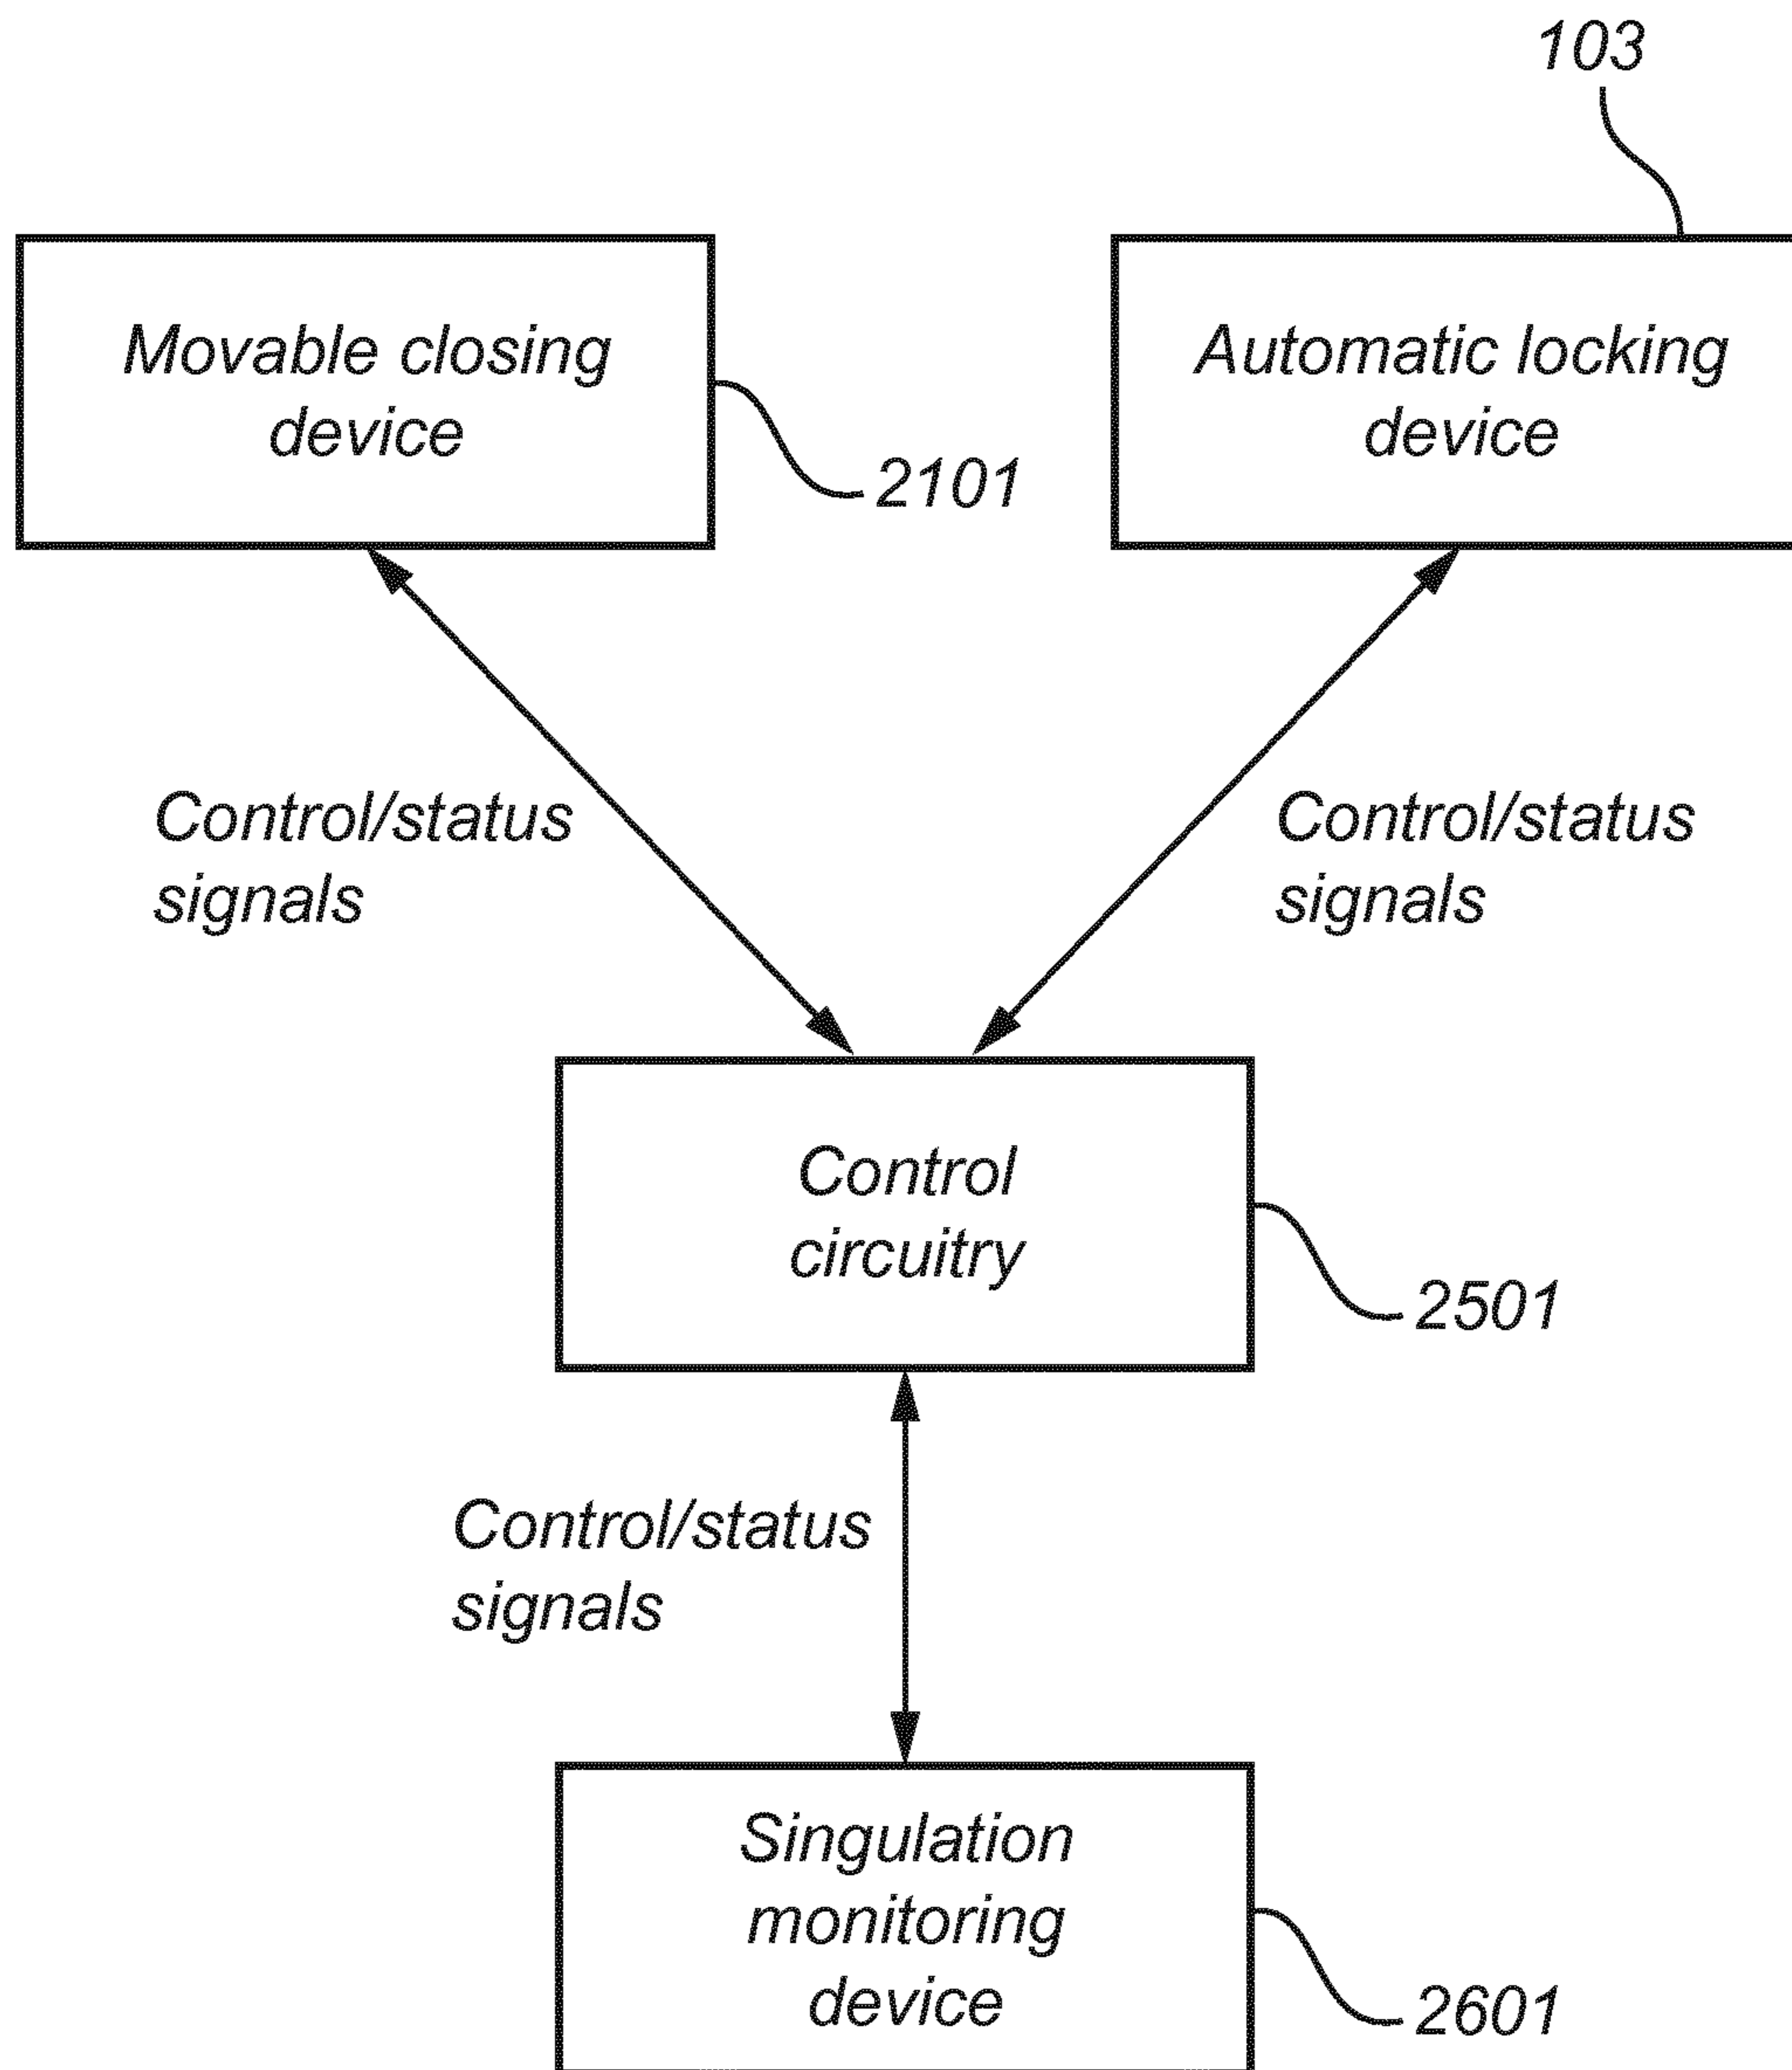 103
Movable closing
device
2101
Automatic locking
device
Control/status
signals
Control/status
signals
Control
circuitry
2501
Control/status
signals
Singulation
monitoring
device
2601